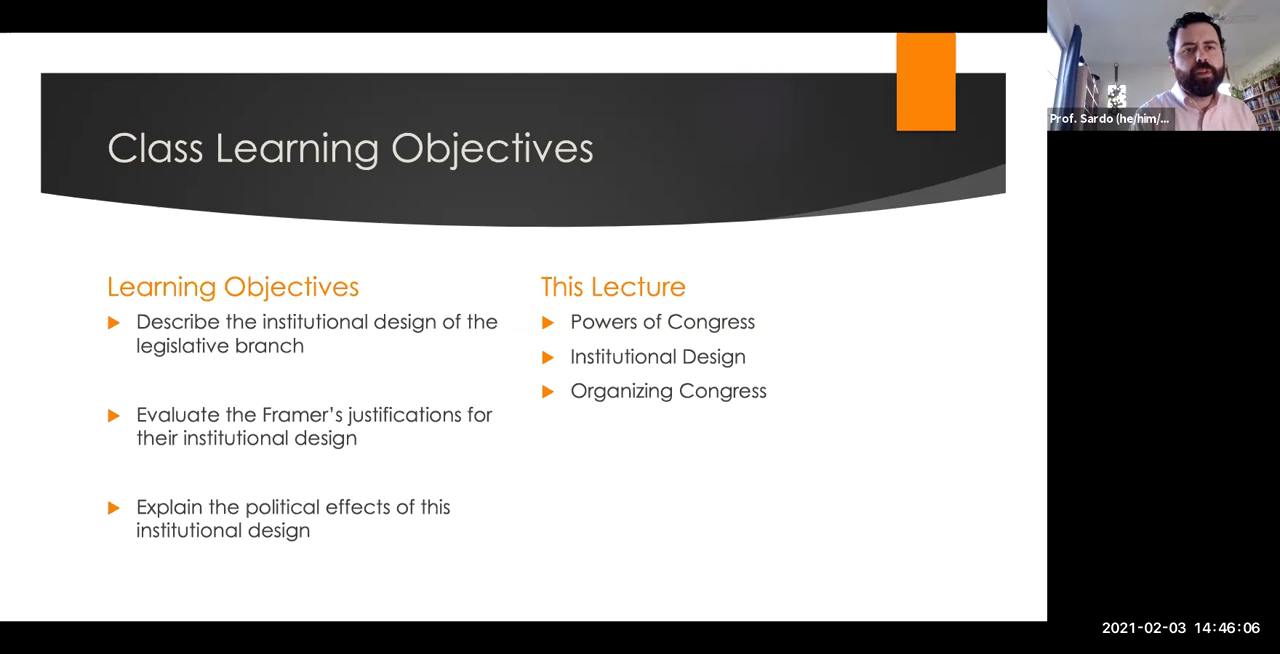 Class Learning Objectives
Learning Objectives
Describe the institutional design of the
legislative branch
Evaluate the Framer’s justifications for
their institutional design
Explain the political effects of this
institutional design
This Lecture
Powers of Congress
Institutional Design
Organizing Congress
Prof. Sardo (he/him/...
2021-02-03 14:46:06